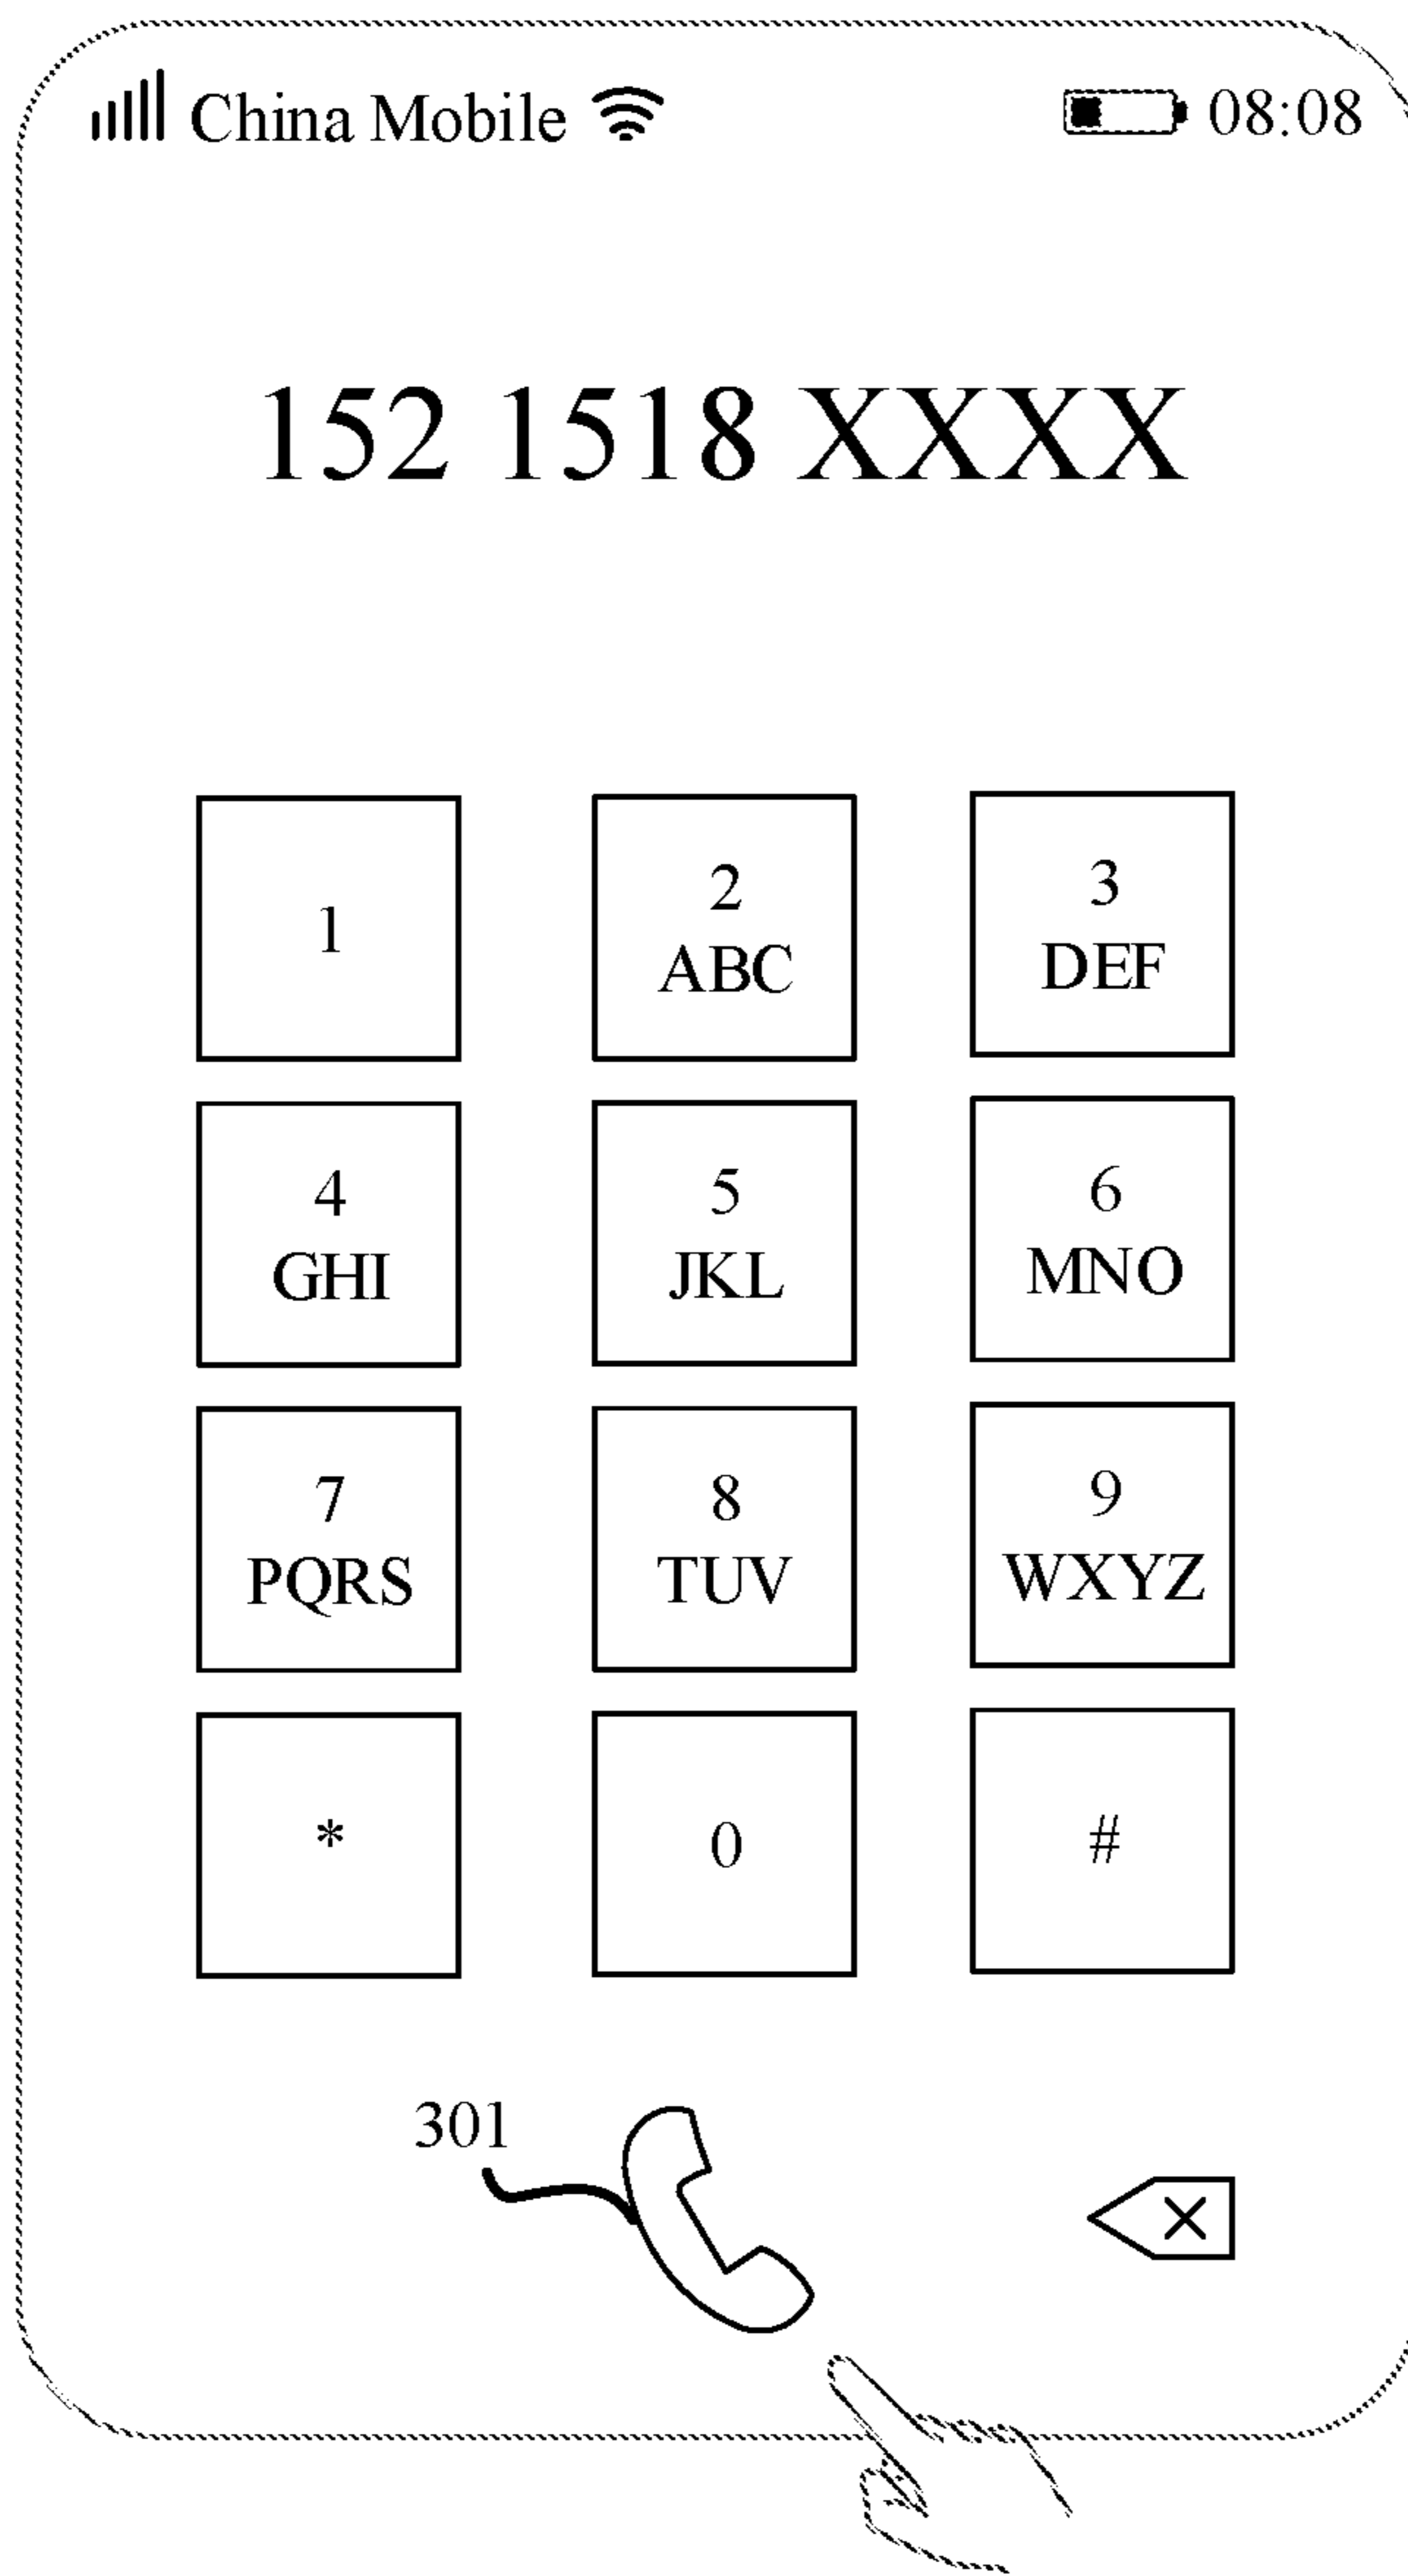 China Mobile 08:08
152 1518 XXXX
1 2 3
ABC DEF
4 5 6
GHI JKL MNO
7 8 9
PQRS TUV WXYZ
* 0 #
301